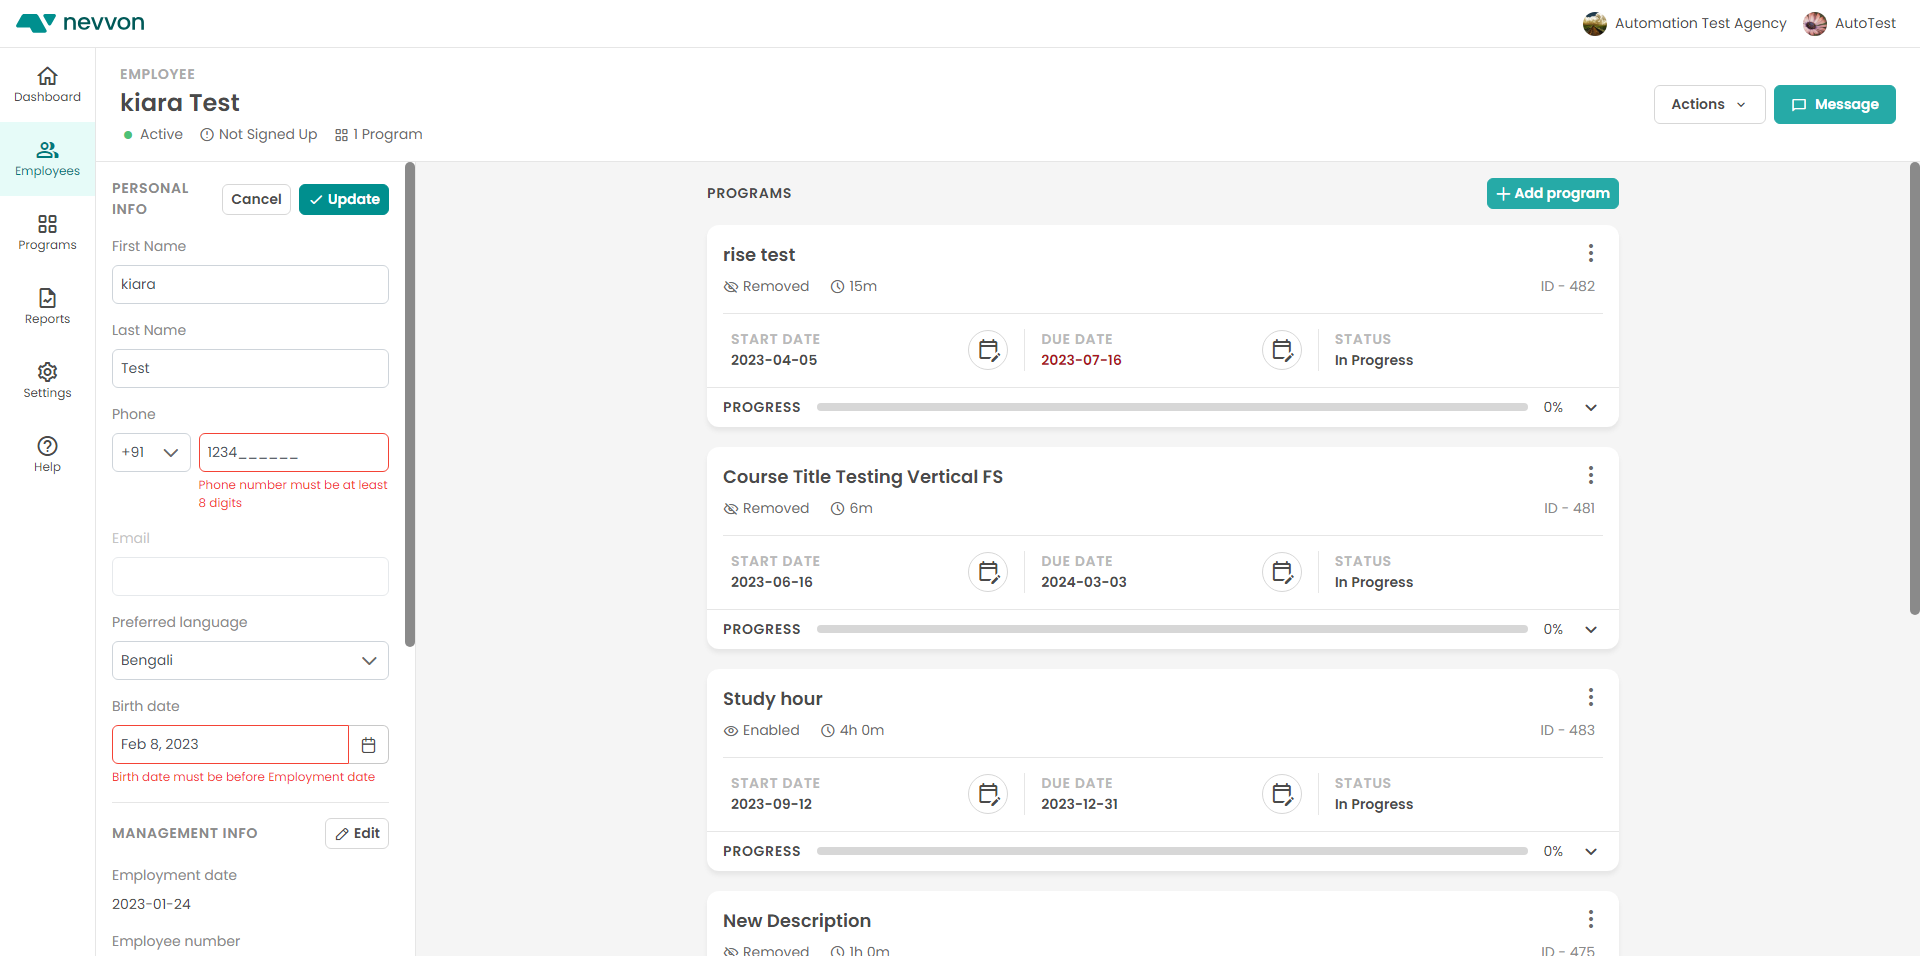 nevvon
Automation Test Agency
AutoTest
Dashboard
Employees
Programs
Reports
Settings
Help
EMPLOYEE
kiara Test
Active
Not Signed Up
1 Program
Actions
Message
PERSONAL
INFO
Cancel
Update
First Name
kiara
Last Name
Test
Phone
+91
1234______
Phone number must be at least
8 digits
Email
Preferred language
Bengali
Birth date
Feb 8, 2023
Birth date must be before Employment date
MANAGEMENT INFO
Edit
Employment date
2023-01-24
Employee number
PROGRAMS
Add program
rise test
Removed
15m
ID - 482
START DATE
2023-04-05
DUE DATE
2023-07-16
STATUS
In Progress
PROGRESS
0%
Course Title Testing Vertical FS
Removed
6m
ID - 481
START DATE
2023-06-16
DUE DATE
2024-03-03
STATUS
In Progress
PROGRESS
0%
Study hour
Enabled
4h 0m
ID - 483
START DATE
2023-09-12
DUE DATE
2023-12-31
STATUS
In Progress
PROGRESS
0%
New Description
Removed
1h 0m
ID - 475